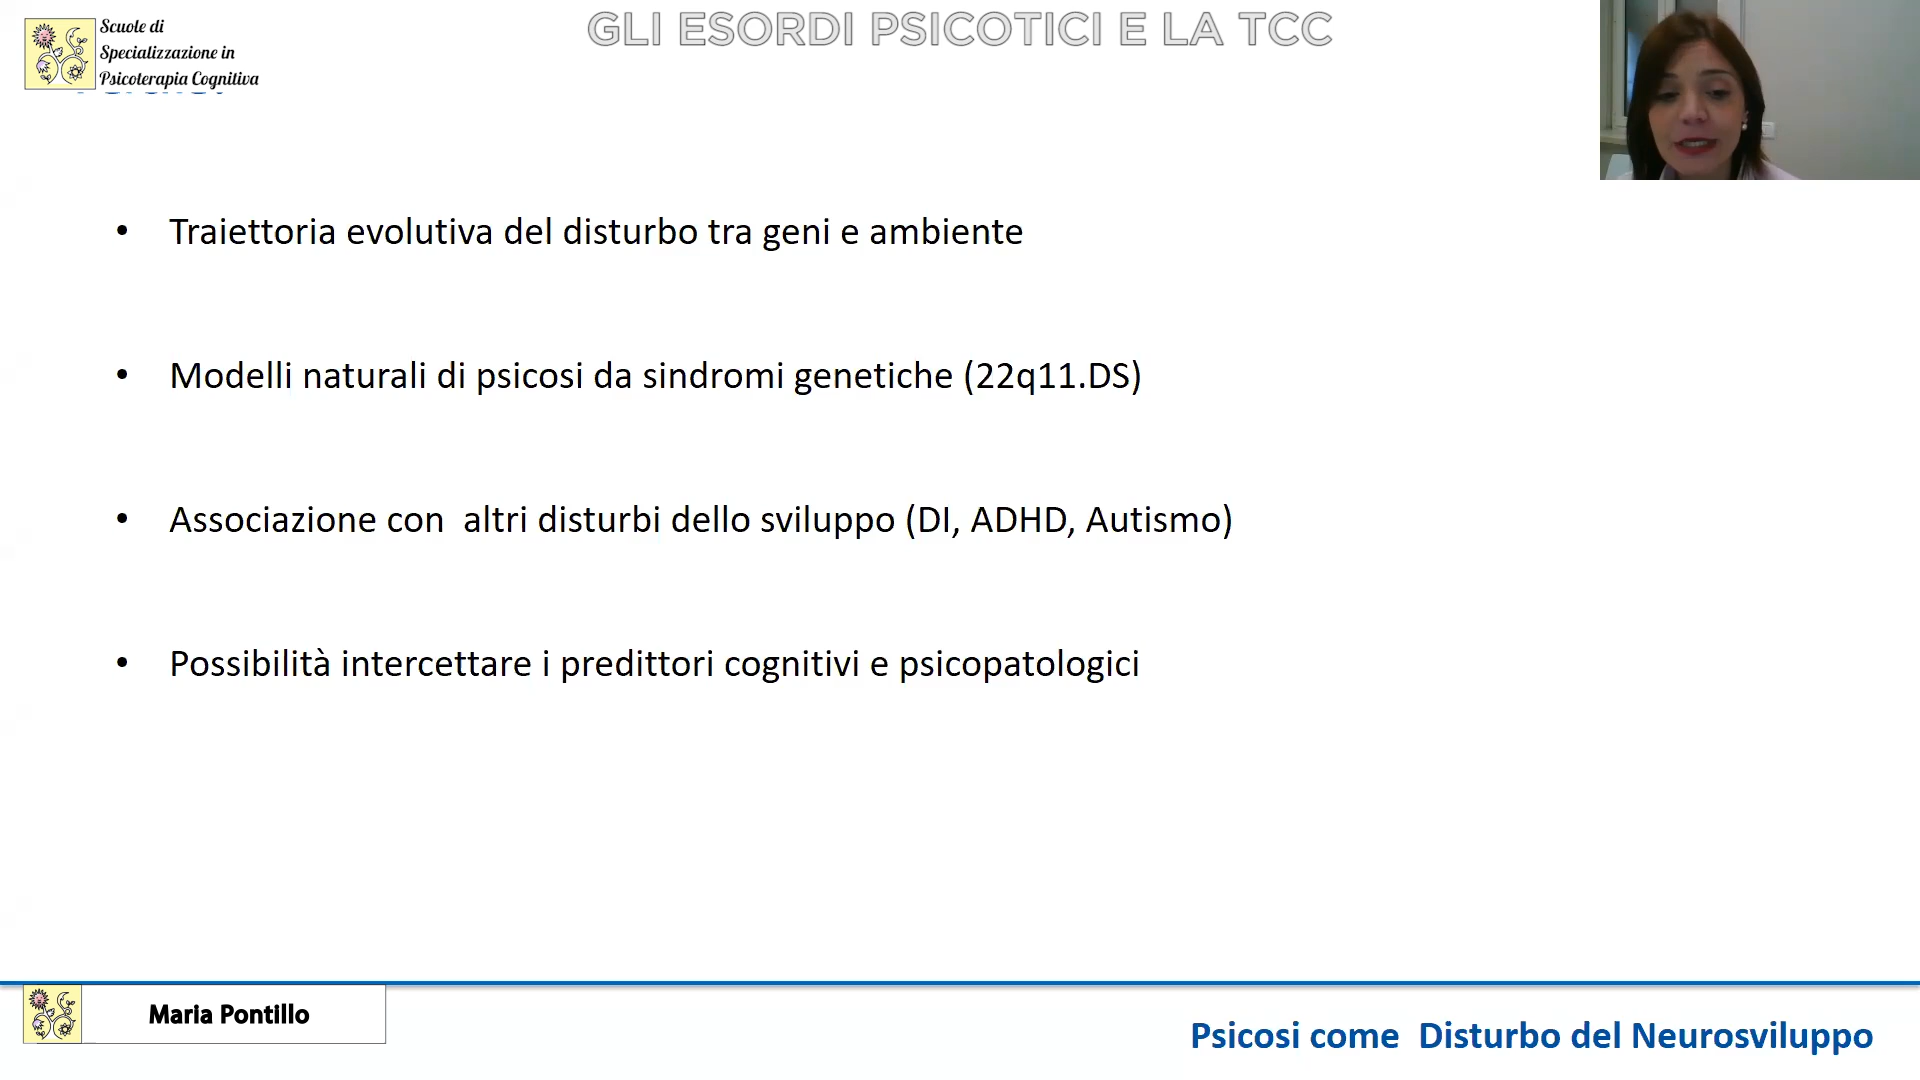 Scuole di
Specializzazione in
Psicoterapia Cognitiva
GLI ESORDI PSICOTICI E LA TCC
• Traiettoria evolutiva del disturbo tra geni e ambiente
• Modelli naturali di psicosi da sindromi genetiche (22q11.DS)
• Associazione con  altri disturbi dello sviluppo (DI, ADHD, Autismo)
• Possibilità intercettare i predittori cognitivi e psicopatologici
Maria Pontillo
Psicosi come  Disturbo del Neurosviluppo